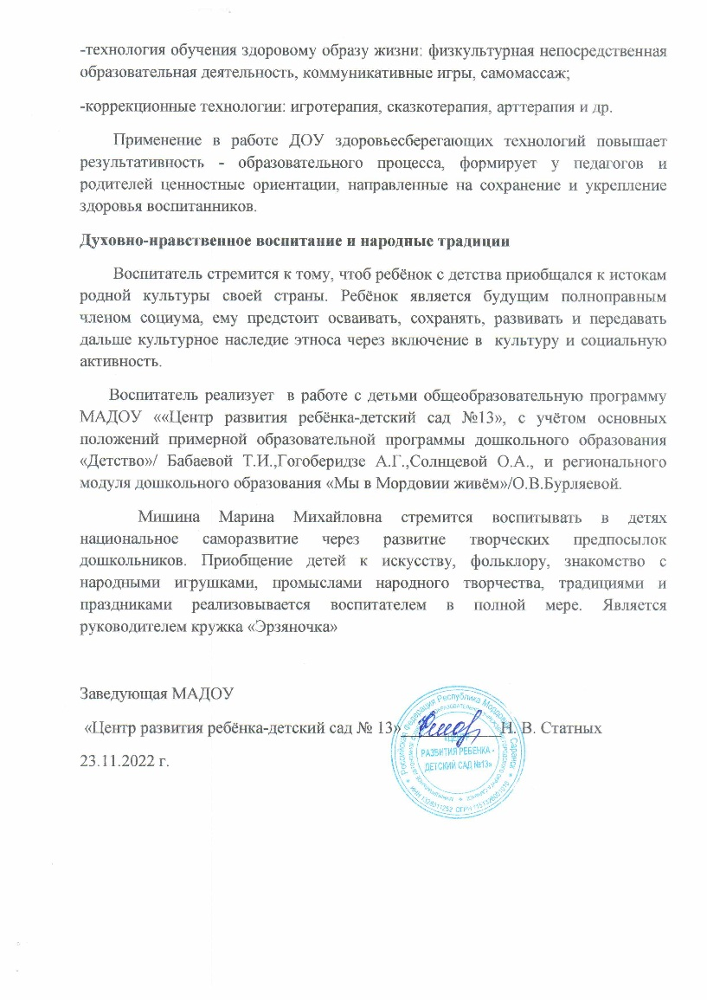 -технология обучения здоровому образу жизни: физкультурная непосредственная
образовательная деятельность, коммуникативные игры, самомассаж;
-коррекционные технологии: игротерапия, сказкотерапия, арттерапия и др.
Применение в работе ДОУ здоровьесберегающих технологий повышает
результативность - образовательного процесса, формирует у педагогов и
родителей ценностные ориентации, направленные на сохранение и укрепление
здоровья воспитанников.
Духовно-нравственное воспитание и народные традиции
Воспитатель стремится к тому, чтоб ребёнок с детства приобщался к истокам
родной культуры своей страны. Ребёнок является будущим полноправным
членом социума, ему предстоит осваивать, сохранять, развивать и передавать
дальше культурное наследие этноса через включение в культуру и социальную
активность.
Воспитатель реализует в работе с детьми общеобразовательную программу
МАДОУ ««Центр развития ребёнка-детский сад №13», с учётом основных
положений примерной образовательной программы дошкольного образования
«Детство»/ Бабаевой Т.И.,Гогоберидзе А.Г.,Солнцевой О.А., и регионального
модуля дошкольного образования «Мы в Мордовии живём»/О.В.Бурляевой.
Мишина Марина Михайловна стремится воспитывать в детях
национальное саморазвитие через развитие творческих предпосылок
дошкольников. Приобщение детей к искусству, фольклору, знакомство с
народными игрушками, промыслами народного творчества, традициями и
праздниками реализовывается воспитателем в полной мере. Является
руководителем кружка «Эрзяночка»
Заведующая МАДОУ
«Центр развития ребёнка-детский сад № 13»____________Н. В. Статных
23.11.2022 г.
Российская Федерация Республика Мордовия
Саранск
РАЗВИТИЯ РЕБЕНКА -
ДЕТСКИЙ САД №13»